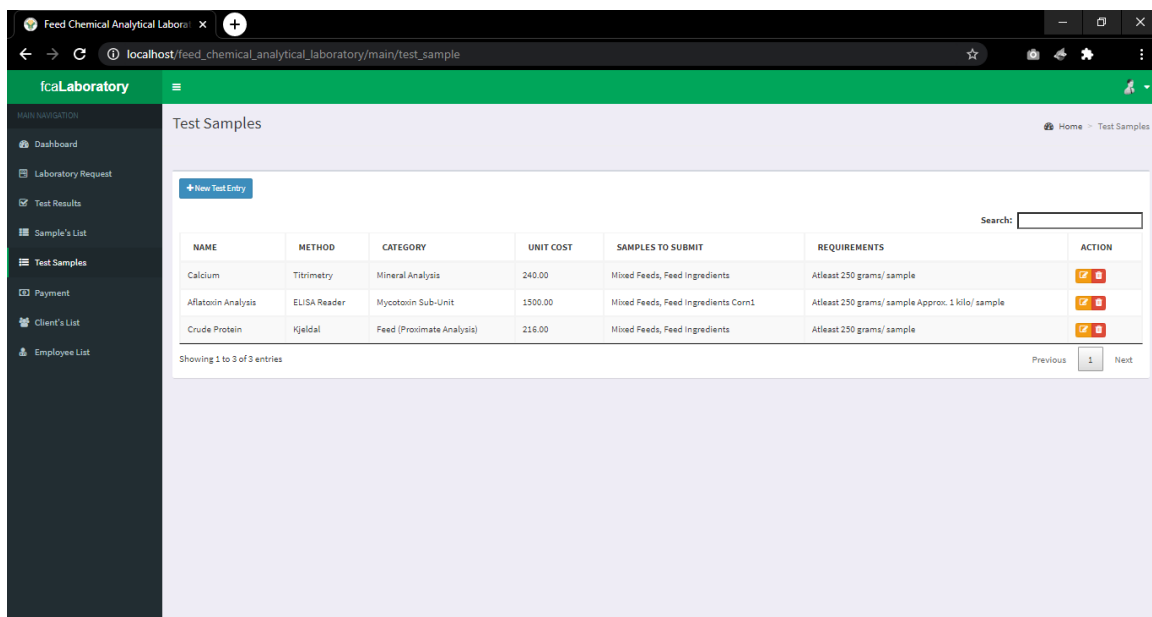 Feed Chemical Analytical Laborat
localhost/feed_chemical_analytical_laboratory/main/test_sample
fcaLaboratory
MAIN NAVIGATION
Dashboard
Laboratory Request
Test Results
Sample's List
Test Samples
Payment
Client's List
Employee List
Test Samples
Home > Test Samples
New Test Entry
Search:
NAME METHOD CATEGORY UNIT COST SAMPLES TO SUBMIT REQUIREMENTS ACTION
Calcium Titrimetry Mineral Analysis 240.00 Mixed Feeds, Feed Ingredients Atleast 250 grams/ sample
Aflatoxin Analysis ELISA Reader Mycotoxin Sub-Unit 1500.00 Mixed Feeds, Feed Ingredients Corn1 Atleast 250 grams/ sample Approx. 1 kilo/ sample
Crude Protein Kjeldal Feed (Proximate Analysis) 216.00 Mixed Feeds, Feed Ingredients Atleast 250 grams/ sample
Showing 1 to 3 of 3 entries
Previous 1 Next